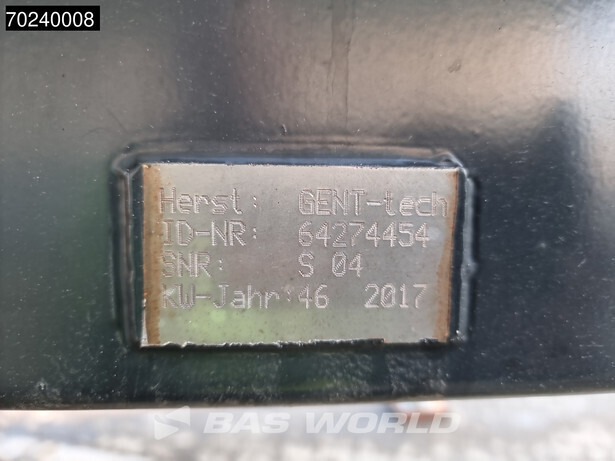 70240008
Herst: GENT-tech
ID-NR: 64274454
SNR: S 04
KW-Jahr:46 2017
BAS WORLD